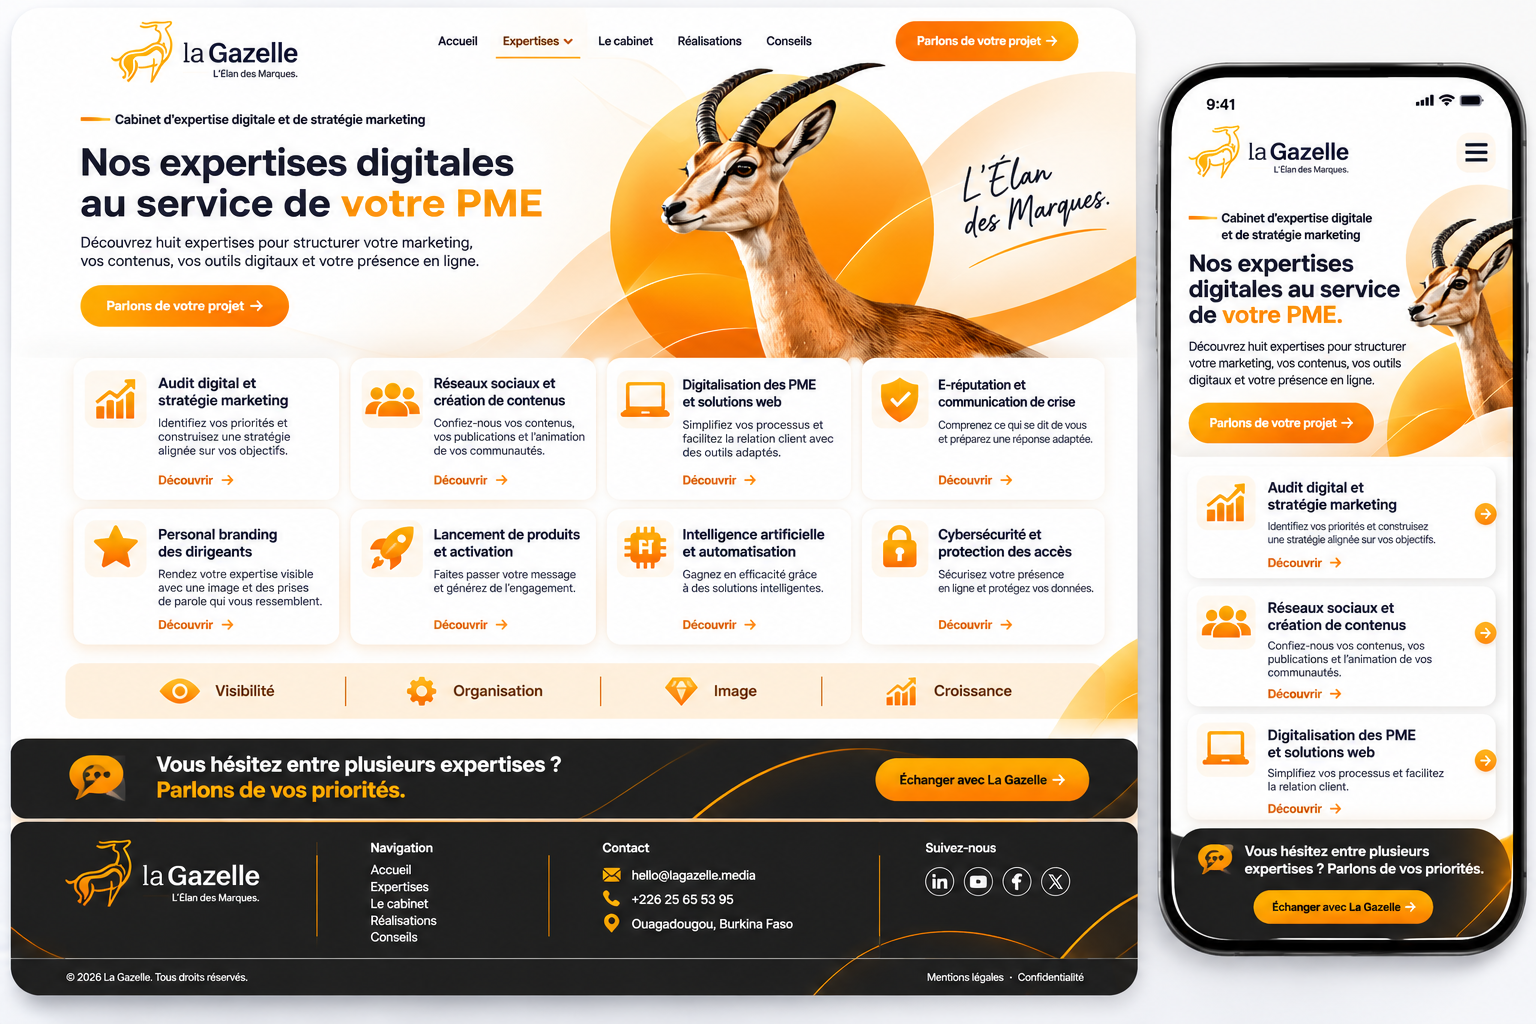 la Gazelle
L'Élan des Marques.
Accueil
Expertises
Le cabinet
Réalisations
Conseils
Parlons de votre projet →
Cabinet d'expertise digitale et de stratégie marketing
Nos expertises digitales
au service de votre PME
Découvrez huit expertises pour structurer votre marketing,
vos contenus, vos outils digitaux et votre présence en ligne.
Parlons de votre projet →
L'Élan
des Marques.
Audit digital et
stratégie marketing
Identifiez vos priorités et
construisez une stratégie
alignée sur vos objectifs.
Découvrir →
Réseaux sociaux et
création de contenus
Confiez-nous vos contenus,
vos publications et l'animation
de vos communautés.
Découvrir →
Digitalisation des PME
et solutions web
Simplifiez vos processus et
facilitez la relation client avec
des outils adaptés.
Découvrir →
E-réputation et
communication de crise
Comprenez ce qui se dit de vous
et préparez une réponse adaptée.
Découvrir →
Personal branding
des dirigeants
Rendez votre expertise visible
avec une image et des prises
de parole qui vous ressemblent.
Découvrir →
Lancement de produits
et activation
Faites passer votre message
et générez de l'engagement.
Découvrir →
Intelligence artificielle
et automatisation
Gagnez en efficacité grâce
à des solutions intelligentes.
Découvrir →
Cybersécurité et
protection des accès
Sécurisez votre présence
en ligne et protégez vos données.
Découvrir →
Visibilité
Organisation
Image
Croissance
Vous hésitez entre plusieurs expertises ?
Parlons de vos priorités.
Échanger avec La Gazelle →
la Gazelle
L'Élan des Marques.
Navigation
Accueil
Expertises
Le cabinet
Réalisations
Conseils
Contact
hello@lagazelle.media
+226 25 65 53 95
Ouagadougou, Burkina Faso
Suivez-nous
© 2026 La Gazelle. Tous droits réservés.
Mentions légales · Confidentialité
9:41
la Gazelle
L'Élan des Marques.
Cabinet d'expertise digitale
et de stratégie marketing
Nos expertises
digitales au service
de votre PME.
Découvrez huit expertises pour structurer
votre marketing, vos contenus, vos outils
digitaux et votre présence en ligne.
Parlons de votre projet →
Audit digital et
stratégie marketing
Identifiez vos priorités et construisez
une stratégie alignée sur vos objectifs.
Découvrir →
Réseaux sociaux et
création de contenus
Confiez-nous vos contenus, vos
publications et l'animation de vos
communautés.
Découvrir →
Digitalisation des PME
et solutions web
Simplifiez vos processus et facilitez
la relation client.
Découvrir →
Vous hésitez entre plusieurs
expertises ? Parlons de vos priorités.
Échanger avec La Gazelle →